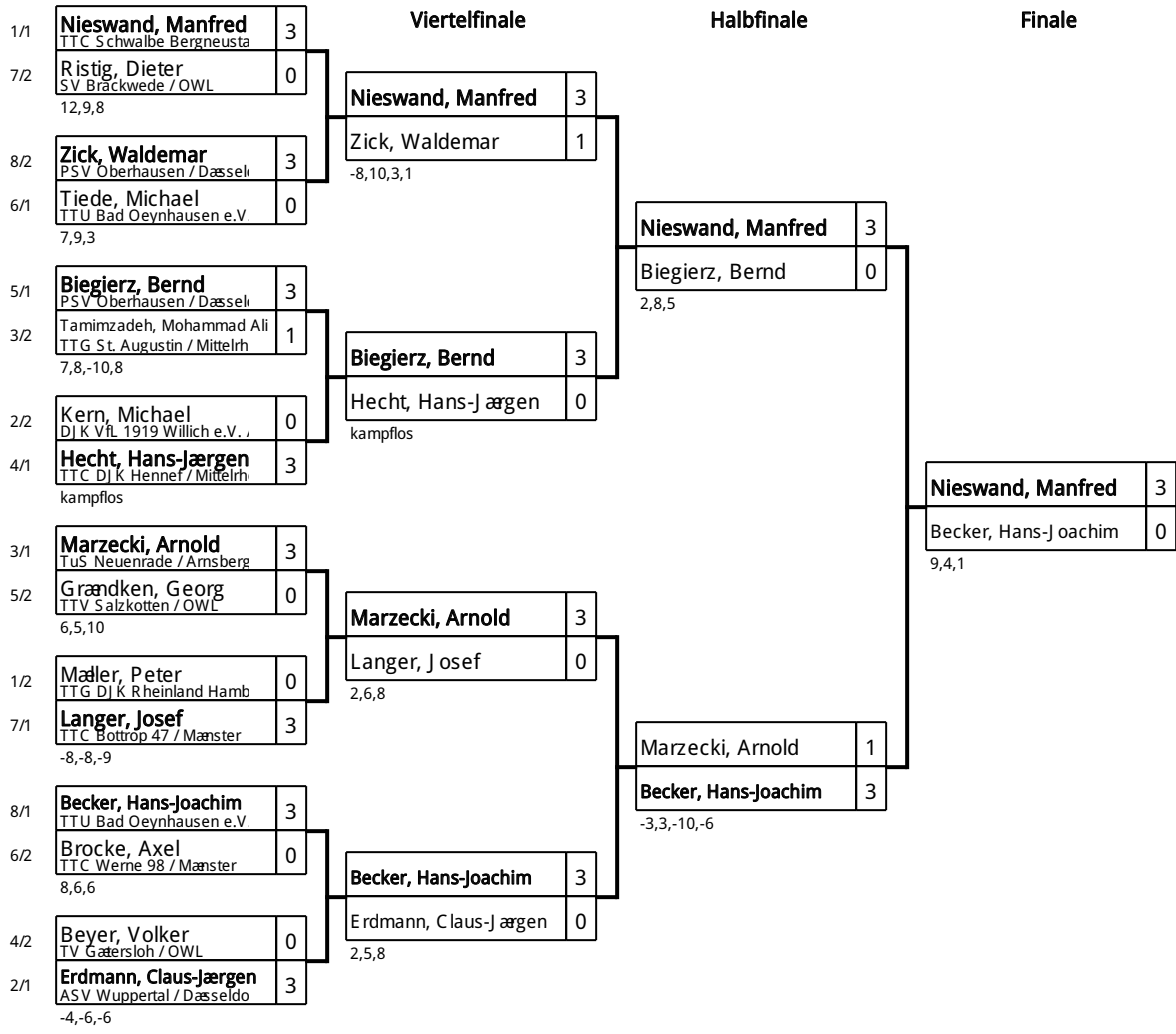 Viertelfinale
Halbfinale
Finale
1/1 Nieswand, Manfred 3
TTC Schwalbe Bergneusta
7/2 Ristig, Dieter 0
SV Brackwede / OWL
12,9,8
8/2 Zick, Waldemar 3
PSV Oberhausen / Dæssel
6/1 Tiede, Michael 0
TTU Bad Oeynhausen e.V.
7,9,3
5/1 Biegierz, Bernd 3
PSV Oberhausen / Dæssel
3/2 Tamimzadeh, Mohammad Ali 1
TTG St. Augustin / Mittelrh
7,8,-10,8
2/2 Kern, Michael 0
DJK VfL 1919 Willich e.V. /
4/1 Hecht, Hans-Jærgen 3
TTC DJK Hennef / Mittelrh
kampflos
3/1 Marzecki, Arnold 3
TuS Neuenrade / Arnsberg
5/2 Grændken, Georg 0
TTV Salzkotten / OWL
6,5,10
1/2 Mæller, Peter 0
TTG DJK Rheinland Hamb
7/1 Langer, Josef 3
TTC Bottrop 47 / Mænster
-8,-8,-9
8/1 Becker, Hans-Joachim 3
TTU Bad Oeynhausen e.V.
6/2 Brocke, Axel 0
TTC Werne 98 / Mænster
8,6,6
4/2 Beyer, Volker 0
TV Gætersloh / OWL
2/1 Erdmann, Claus-Jærgen 3
ASV Wuppertal / Dæsseldo
-4,-6,-6
Nieswand, Manfred 3
Zick, Waldemar 1
-8,10,3,1
Biegierz, Bernd 3
Hecht, Hans-Jærgen 0
kampflos
Marzecki, Arnold 3
Langer, Josef 0
2,6,8
Becker, Hans-Joachim 3
Erdmann, Claus-Jærgen 0
2,5,8
Nieswand, Manfred 3
Biegierz, Bernd 0
2,8,5
Marzecki, Arnold 1
Becker, Hans-Joachim 3
-3,3,-10,-6
Nieswand, Manfred 3
Becker, Hans-Joachim 0
9,4,1